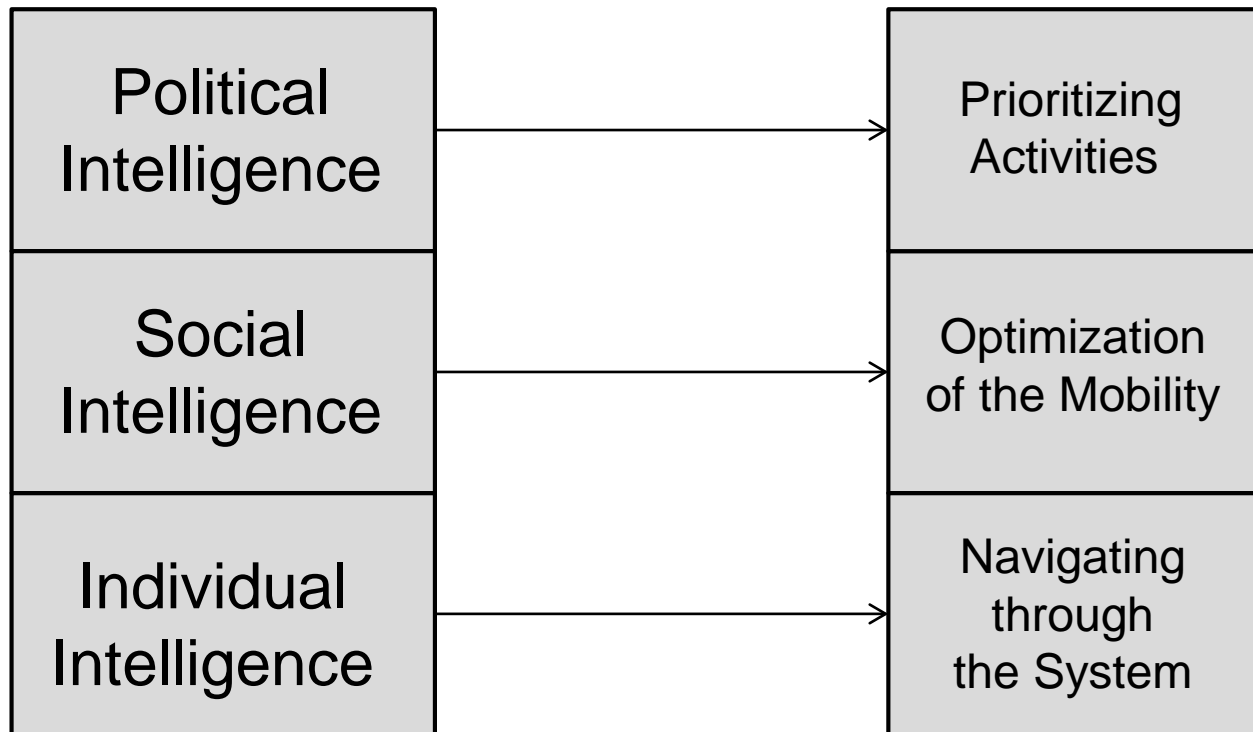 Political
Intelligence
Prioritizing
Activities
Social
Intelligence
Optimization
of the Mobility
Individual
Intelligence
Navigating
through
the System